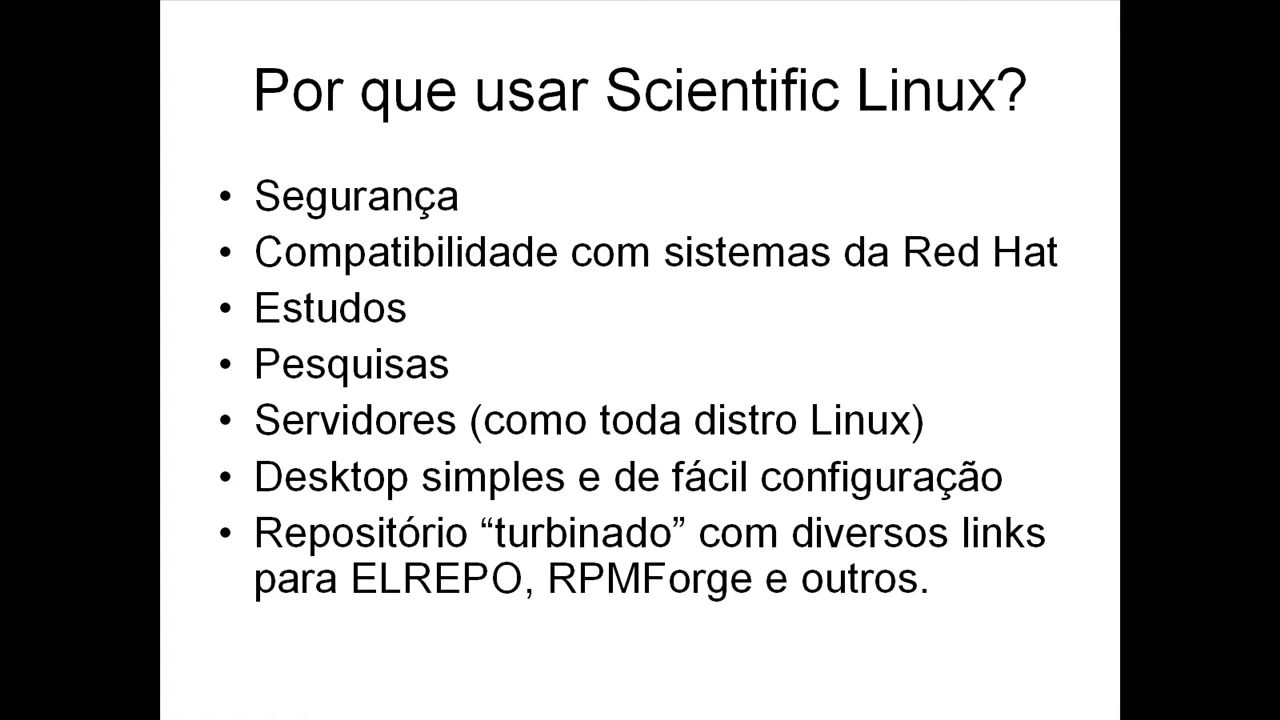 Por que usar Scientific Linux?
• Segurança
• Compatibilidade com sistemas da Red Hat
• Estudos
• Pesquisas
• Servidores (como toda distro Linux)
• Desktop simples e de fácil configuração
• Repositório “turbinado” com diversos links
para ELREPO, RPMForge e outros.